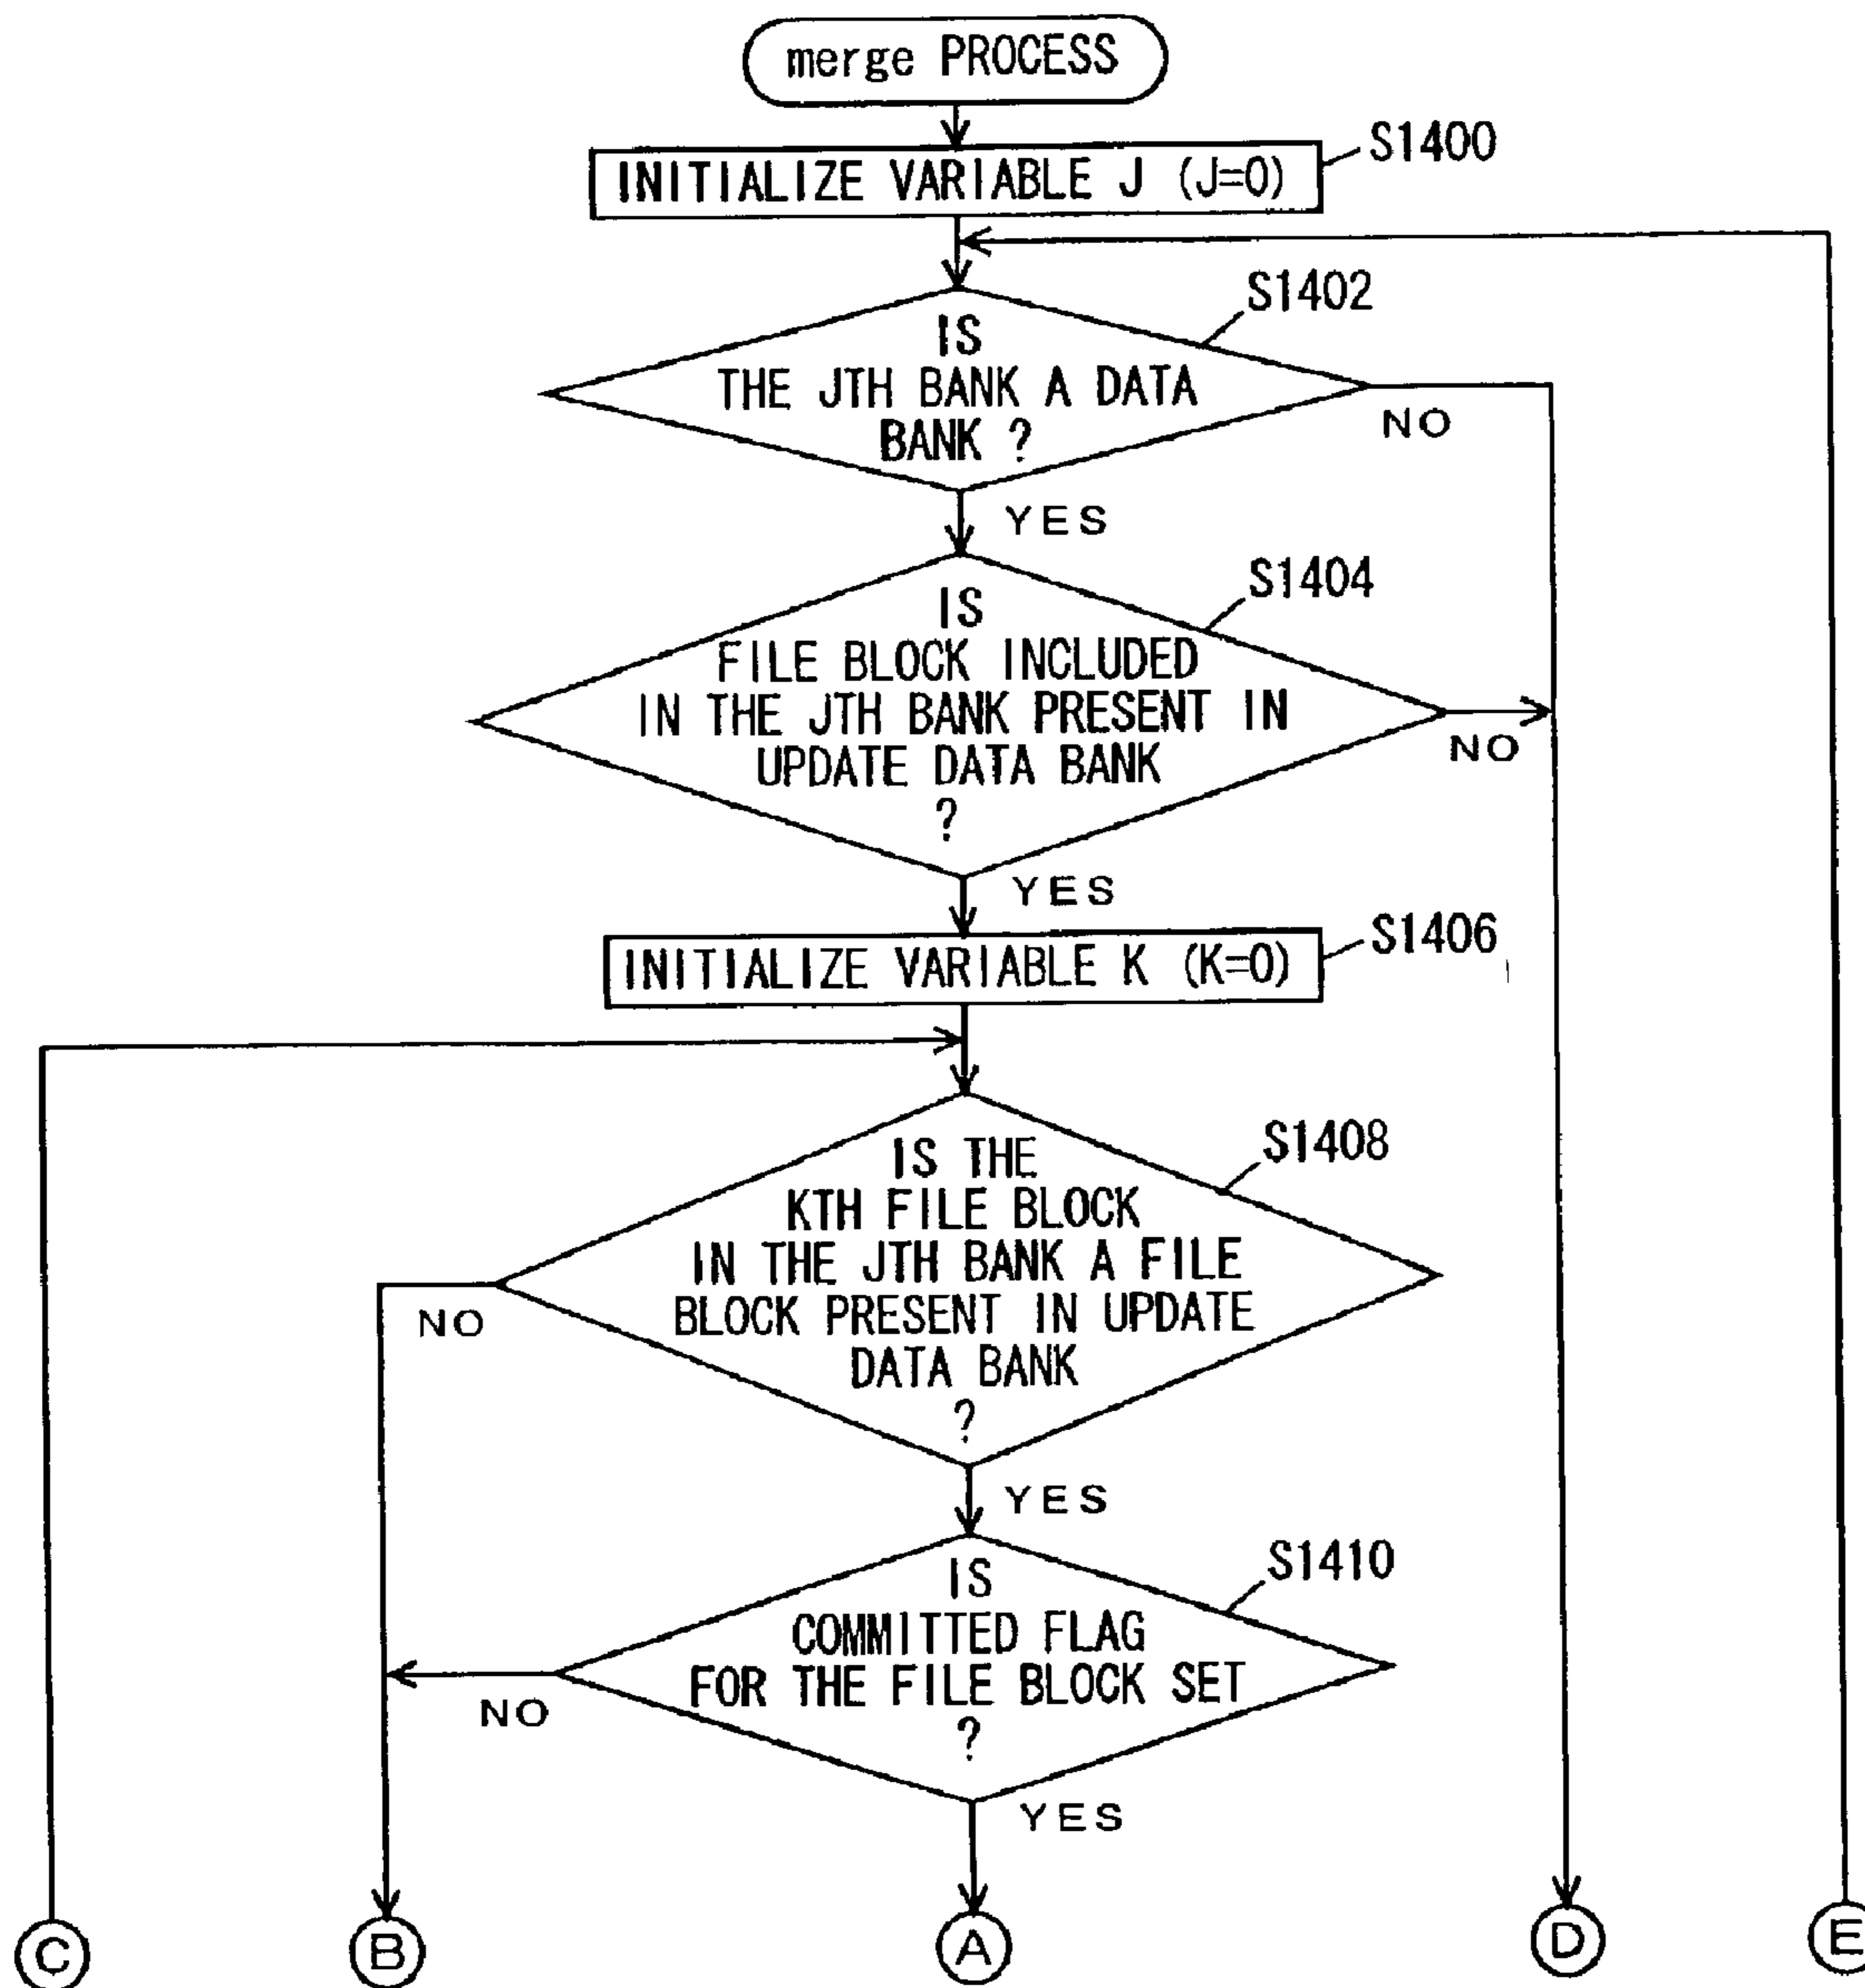 merge PROCESS
S1400
INITIALIZE VARIABLE J (J=0)
S1402
IS
THE JTH BANK A DATA
BANK ?
NO
YES
S1404
IS
FILE BLOCK INCLUDED
IN THE JTH BANK PRESENT IN
UPDATE DATA BANK
?
NO
YES
S1406
INITIALIZE VARIABLE K (K=0)
S1408
IS THE
KTH FILE BLOCK
IN THE JTH BANK A FILE
BLOCK PRESENT IN UPDATE
DATA BANK
?
NO
YES
S1410
IS
COMMITTED FLAG
FOR THE FILE BLOCK SET
?
NO
YES
C B A D E